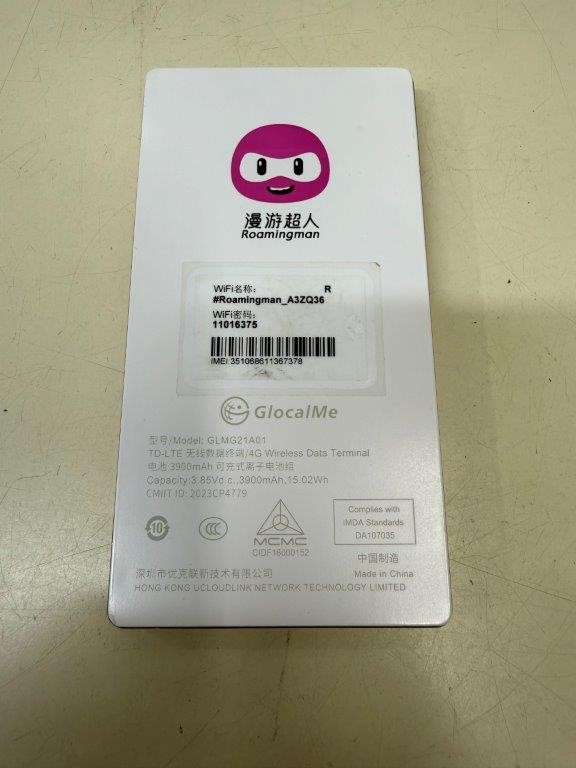 漫游超人
Roamingman
WiFi名称: R
#Roamingman_A3ZQ36
WiFi密码:
11016375
IMEI 351068611367378
GlocalMe
型号/Model: GLMG21A01
TD-LTE 无线数据终端/4G Wireless Data Terminal
电池:3900mAh 可充式离子电池组
Capacity:3.85Vd.c.,3900mAh,15.02Wh
CMIIT ID: 2023CP4779
10
CCC
MCMC
CIDF16000152
Complies with
IMDA Standards
DA107035
中国制造
Made in China
深圳市优克联新技术有限公司
HONG KONG UCLOUDLINK NETWORK TECHNOLOGY LIMITED